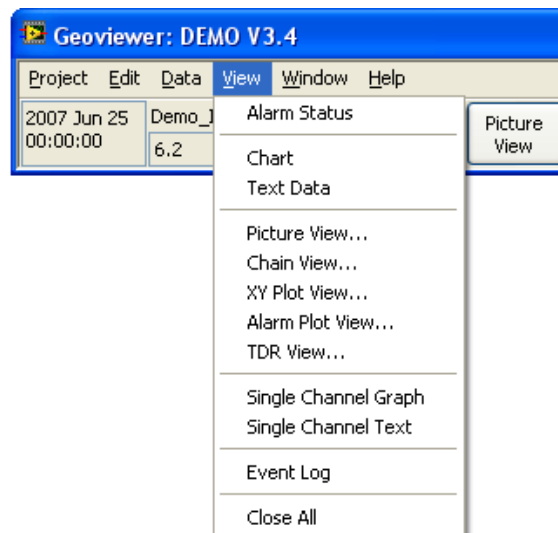 Geoviewer: DEMO V3.4
Project Edit Data View Window Help
2007 Jun 25
00:00:00
6.2
Picture
View
Alarm Status
Chart
Text Data
Picture View...
Chain View...
XY Plot View...
Alarm Plot View...
TDR View...
Single Channel Graph
Single Channel Text
Event Log
Close All